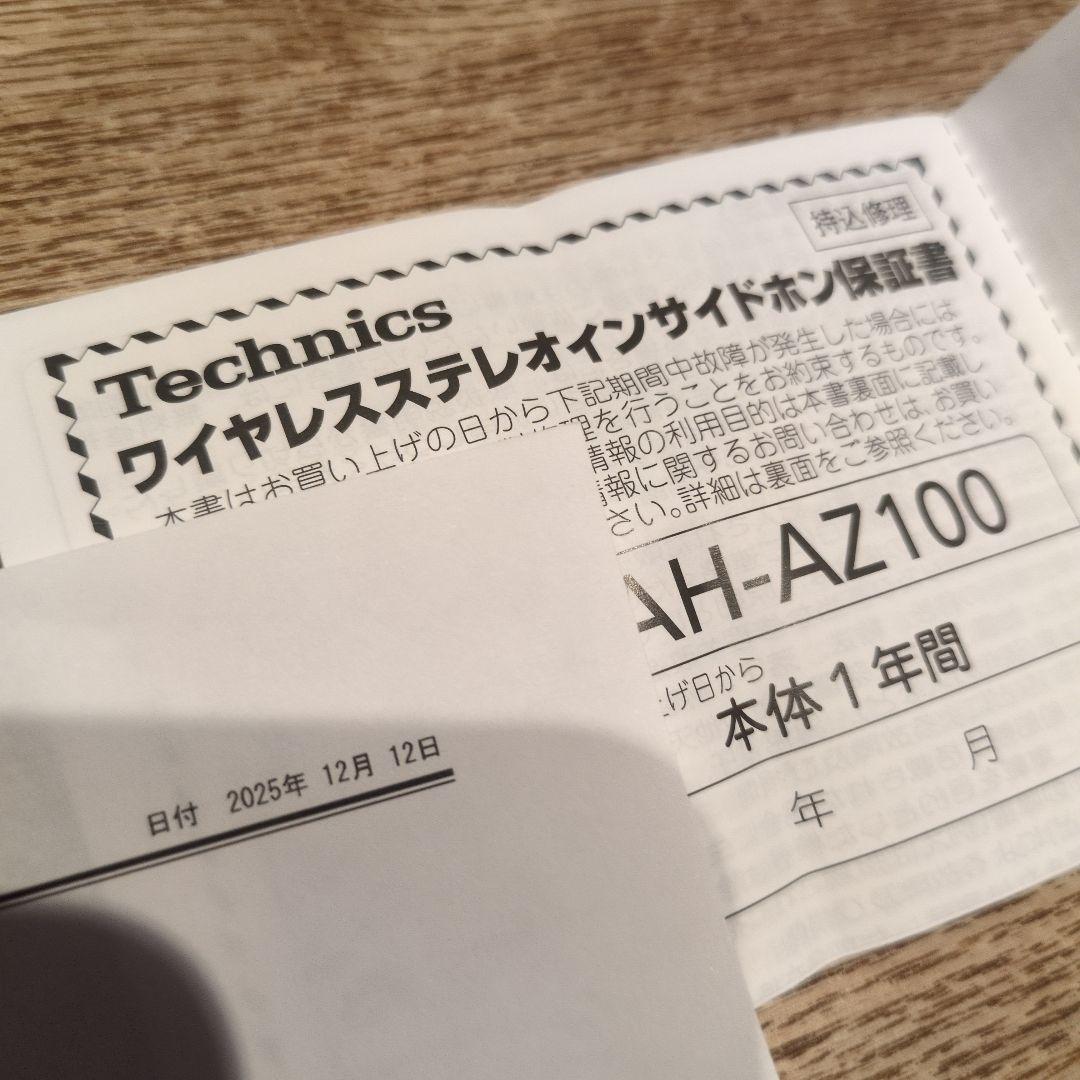 持込修理
Technics
ワイヤレスステレオインサイドホン保証書
本書はお買い上げの日から下記期間中故障が発生した場合には
理を行うことをお約束するものです。
情報の利用目的は本書裏面に記載し
情報に関するお問い合わせは、お買い
さい。詳細は裏面をご参照ください。
AH-AZ100
上げ日から
本体1年間
年 月
日付 2025年 12月 12日